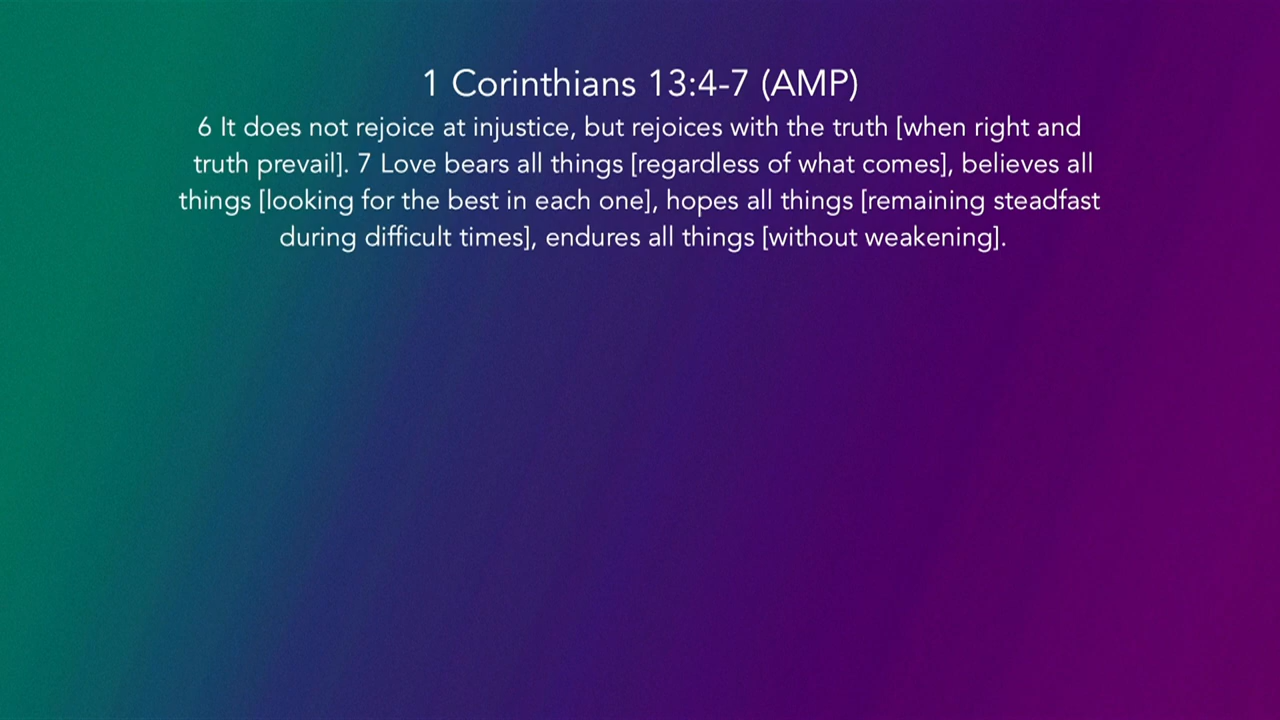 1 Corinthians 13:4-7 (AMP)
6 It does not rejoice at injustice, but rejoices with the truth [when right and
truth prevail]. 7 Love bears all things [regardless of what comes], believes all
things [looking for the best in each one], hopes all things [remaining steadfast
during difficult times], endures all things [without weakening].